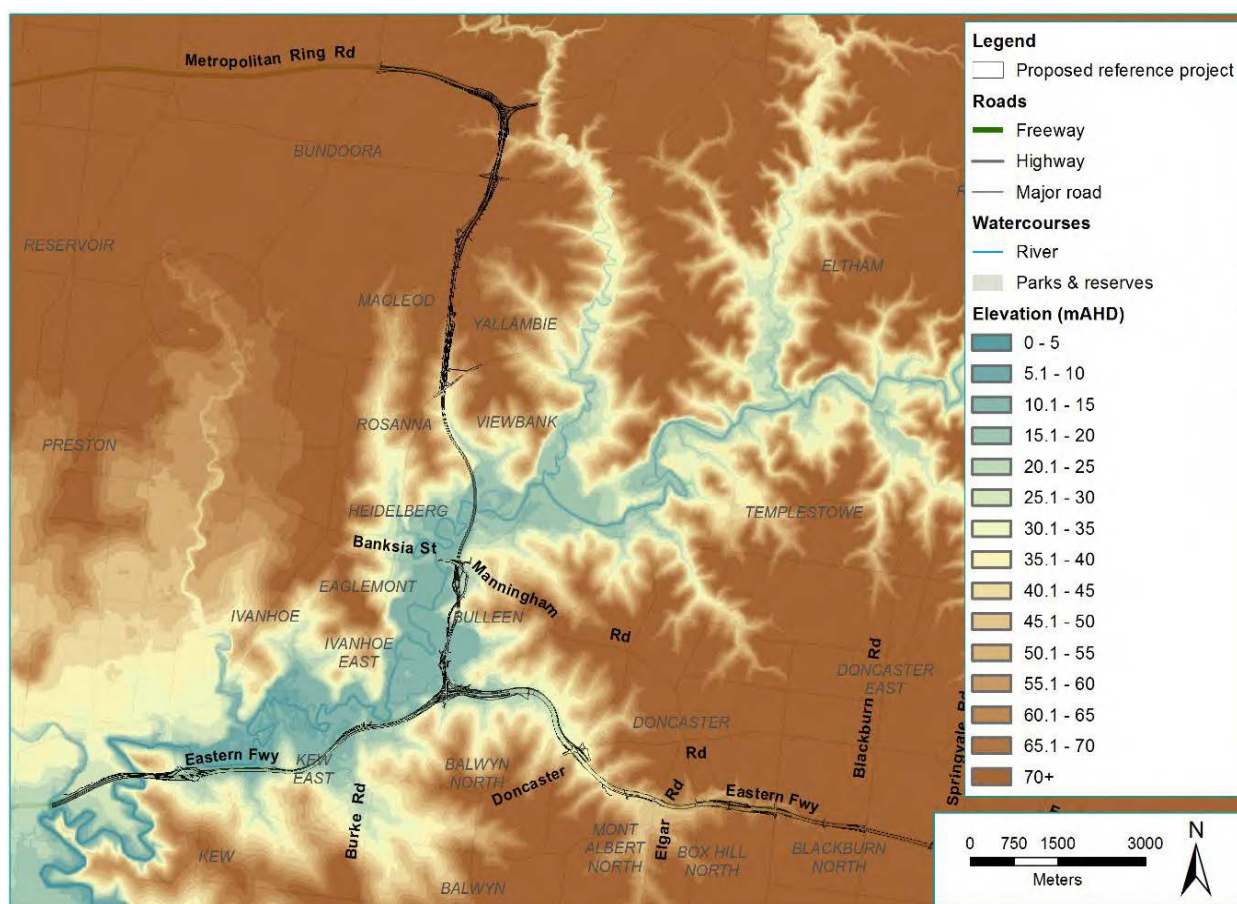 Metropolitan Ring Rd
BUNDOORA
RESERVOIR
ELTHAM
MACLEOD
YALLAMBIE
ROSANNA
VIEWBANK
PRESTON
HEIDELBERG
TEMPLESTOWE
Banksia St
Manningham
Rd
EAGLEMONT
IVANHOE
BULLEEN
IVANHOE
EAST
DONCASTER
EAST
Blackburn Rd
Springvale Rd
DONCASTER
Rd
Eastern Fwy
KEW
EAST
BALWYN
NORTH
Doncaster
Burke Rd
Elgar Rd
Eastern Fwy
MONT
ALBERT
NORTH
BOX HILL
NORTH
BLACKBURN
NORTH
KEW
BALWYN
Legend
Proposed reference project
Roads
Freeway
Highway
Major road
Watercourses
River
Parks & reserves
Elevation (mAHD)
0 - 5
5.1 - 10
10.1 - 15
15.1 - 20
20.1 - 25
25.1 - 30
30.1 - 35
35.1 - 40
40.1 - 45
45.1 - 50
50.1 - 55
55.1 - 60
60.1 - 65
65.1 - 70
70+
0 750 1500 3000
Meters
N